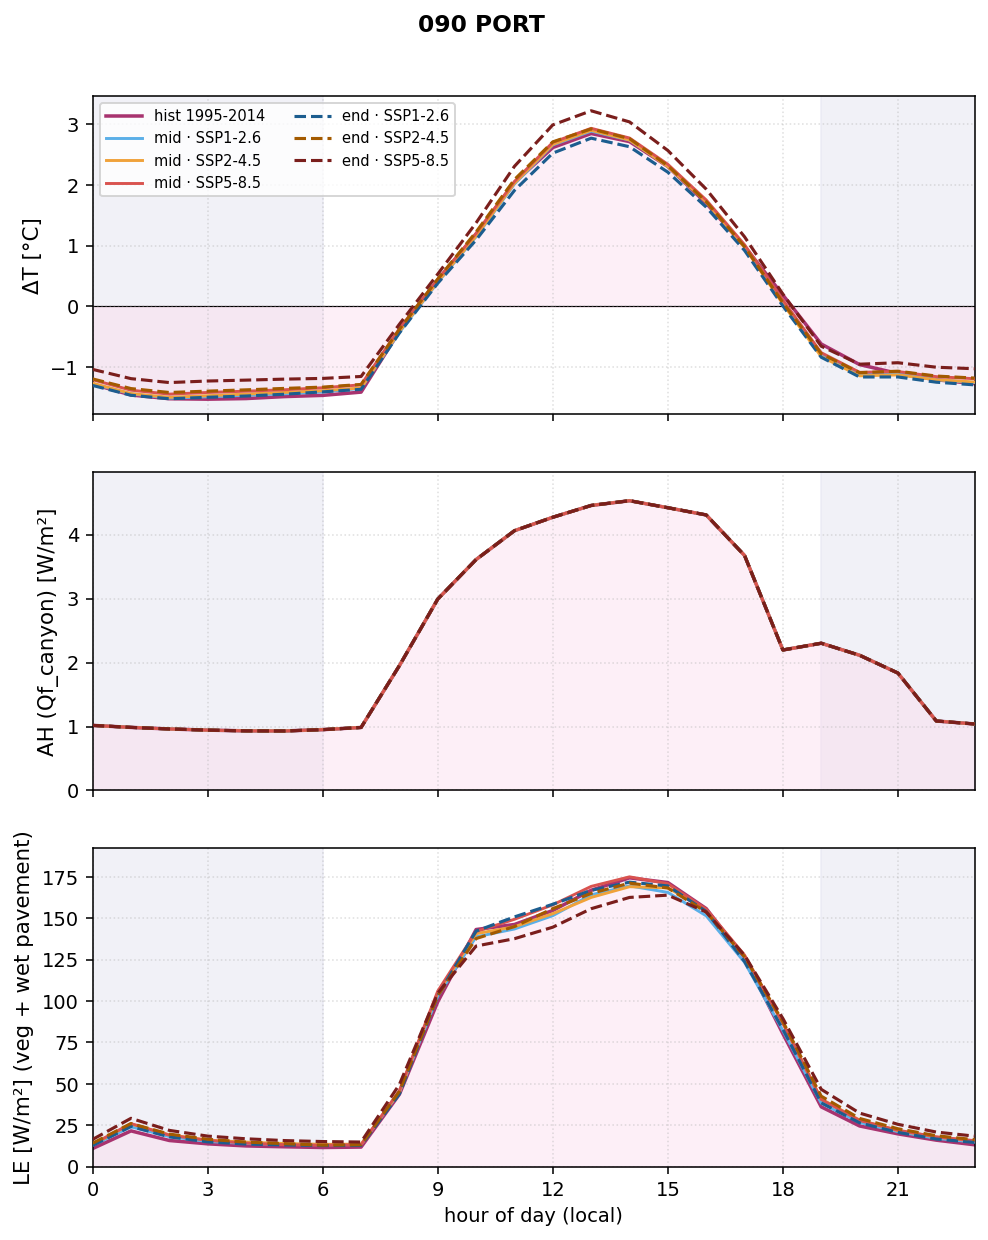 090 PORT
hist 1995-2014
mid · SSP1-2.6
mid · SSP2-4.5
mid · SSP5-8.5
end · SSP1-2.6
end · SSP2-4.5
end · SSP5-8.5
ΔT [°C]
3
2
1
0
−1
AH (Qf_canyon) [W/m²]
4
3
2
1
0
LE [W/m²] (veg + wet pavement)
175
150
125
100
75
50
25
0
0 3 6 9 12 15 18 21
hour of day (local)